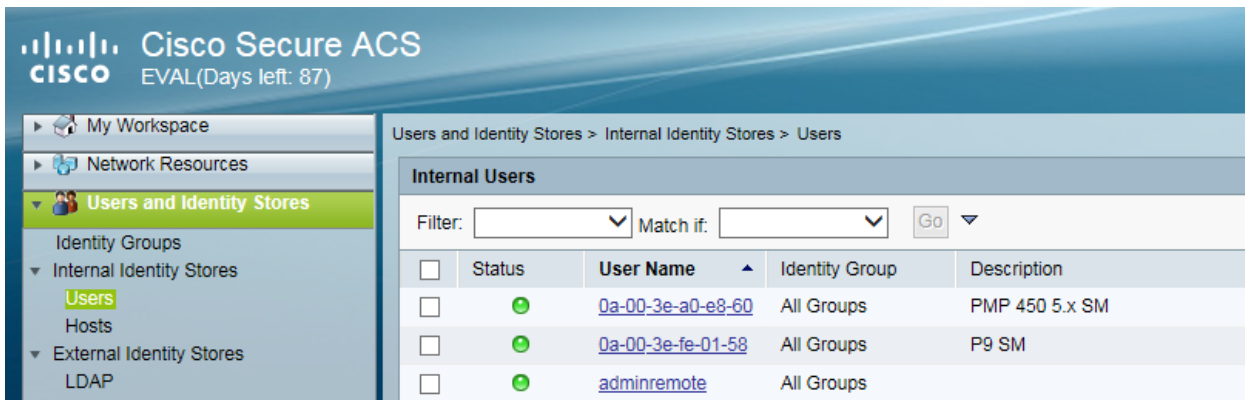 Cisco Secure ACS
CISCO EVAL(Days left: 87)
My Workspace
Network Resources
Users and Identity Stores
Identity Groups
Internal Identity Stores
Users
Hosts
External Identity Stores
LDAP
Users and Identity Stores > Internal Identity Stores > Users
Internal Users
Filter: Match if: Go
Status User Name Identity Group Description
0a-00-3e-a0-e8-60 All Groups PMP 450 5.x SM
0a-00-3e-fe-01-58 All Groups P9 SM
adminremote All Groups